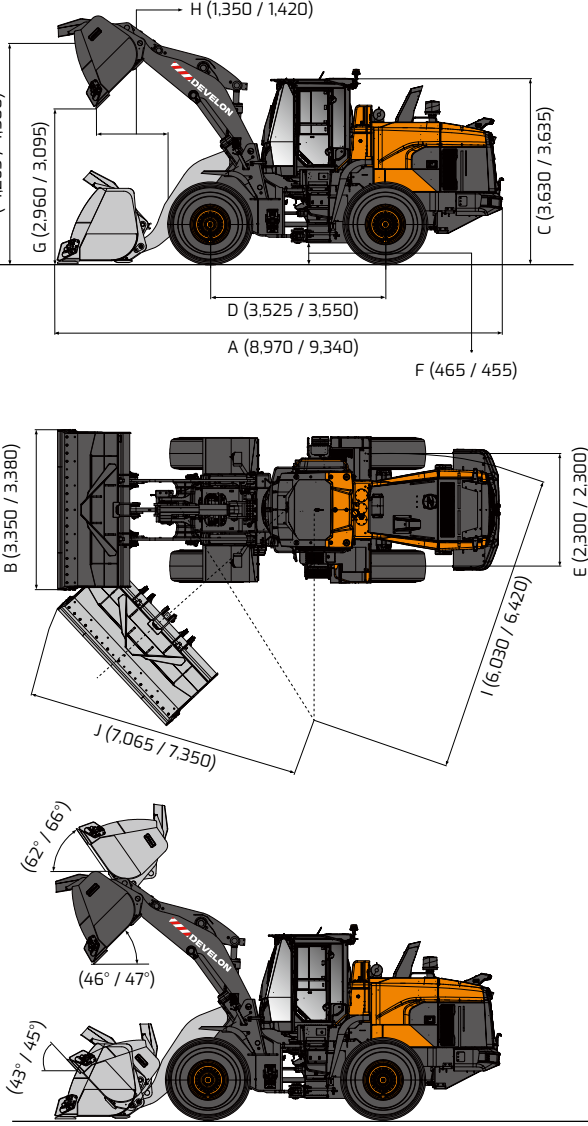 H (1,350 / 1,420)
DEVELON
G (2,960 / 3,095)
C (3,630 / 3,635)
D (3,525 / 3,550)
A (8,970 / 9,340)
F (465 / 455)
B (3,350 / 3,380)
E (2,300 / 2,300)
I (6,030 / 6,420)
J (7,065 / 7,350)
(62° / 66°)
DEVELON
(46° / 47°)
(43° / 45°)